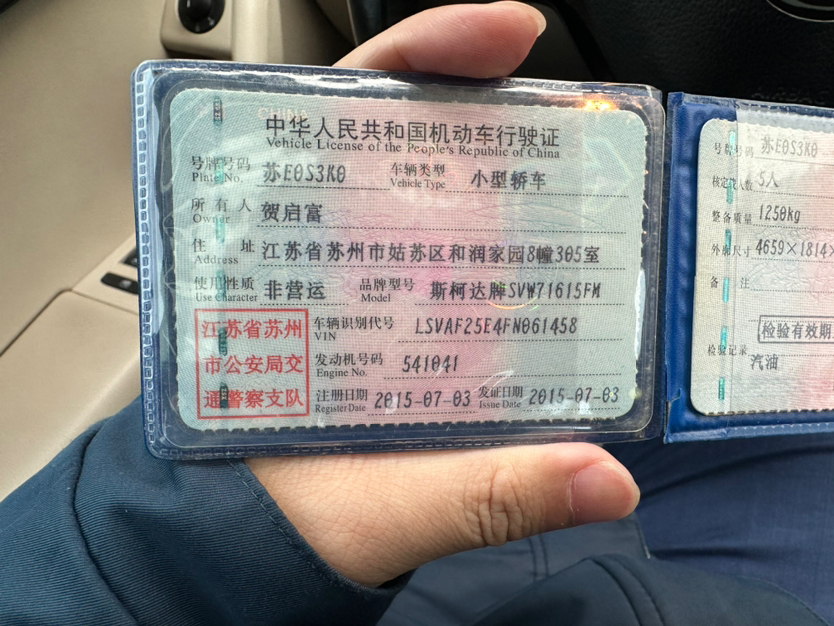 中华人民共和国机动车行驶证
Vehicle License of the People's Republic of China
号牌号码 苏E0S3K0 车辆类型 小型轿车
Plate No. Vehicle Type
所有人 贺启富
Owner
住址 江苏省苏州市姑苏区和润家园8幢305室
Address
使用性质 非营运 品牌型号 斯柯达牌SVW71615FM
Use Character Model
江苏省苏州
市公安局交
通警察支队
车辆识别代号 LSVAF25E4FN061458
VIN
发动机号码 541041
Engine No.
注册日期 2015-07-03 发证日期 2015-07-03
Register Date Issue Date
号牌号码 苏E0S3K0
核定载人数 5人
整备质量 1250kg
外廓尺寸 4659×1814×
备注
检验有效期
检验记录
汽油